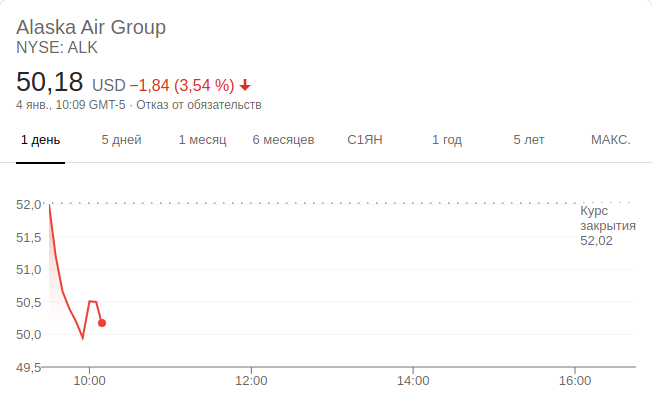 Alaska Air Group
NYSE: ALK
50,18 USD −1,84 (3,54 %)
4 янв., 10:09 GMT-5 · Отказ от обязательств
1 день 5 дней 1 месяц 6 месяцев С1ЯН 1 год 5 лет МАКС.
52,0
Курс
закрытия
52,02
51,5
51,0
50,5
50,0
49,5
10:00 12:00 14:00 16:00